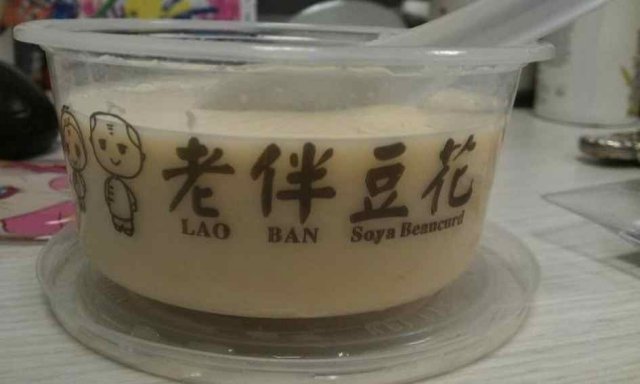 老伴豆花
LAO BAN Soya Beancurd